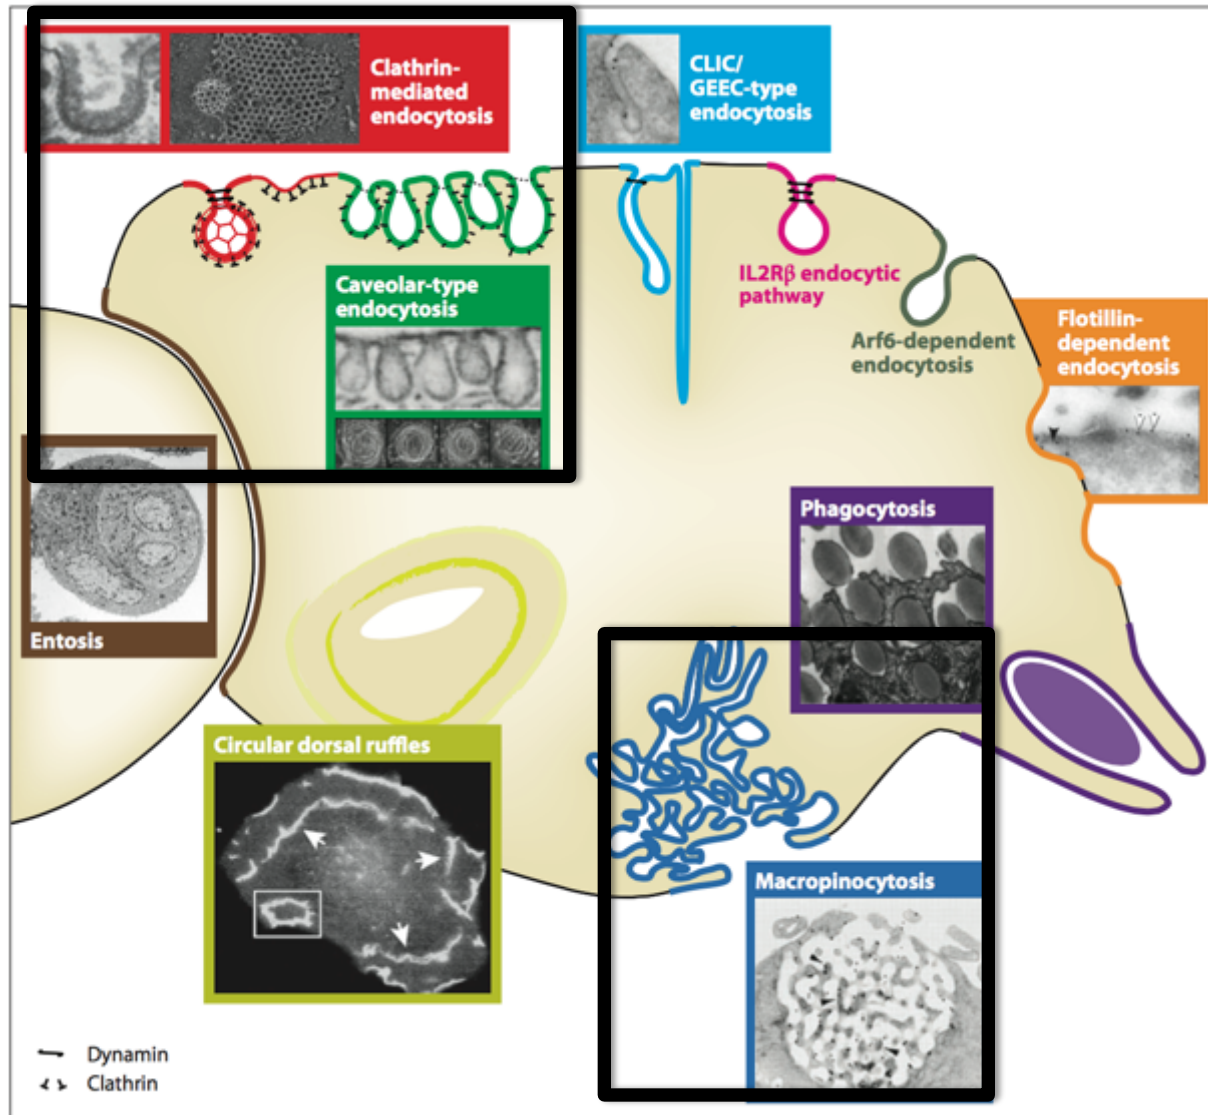 Clathrin-
mediated
endocytosis
CLIC/
GEEC-type
endocytosis
IL2Rβ endocytic
pathway
Caveolar-type
endocytosis
Arf6-dependent
endocytosis
Flotillin-
dependent
endocytosis
Phagocytosis
Entosis
Circular dorsal ruffles
Macropinocytosis
Dynamin
Clathrin